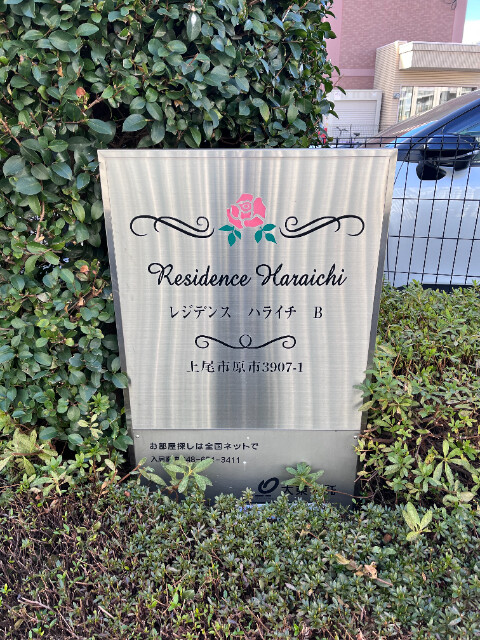 Residence Haraichi
レジデンス ハライチ B
上尾市原市3907-1
お部屋探しは全国ネットで
3411